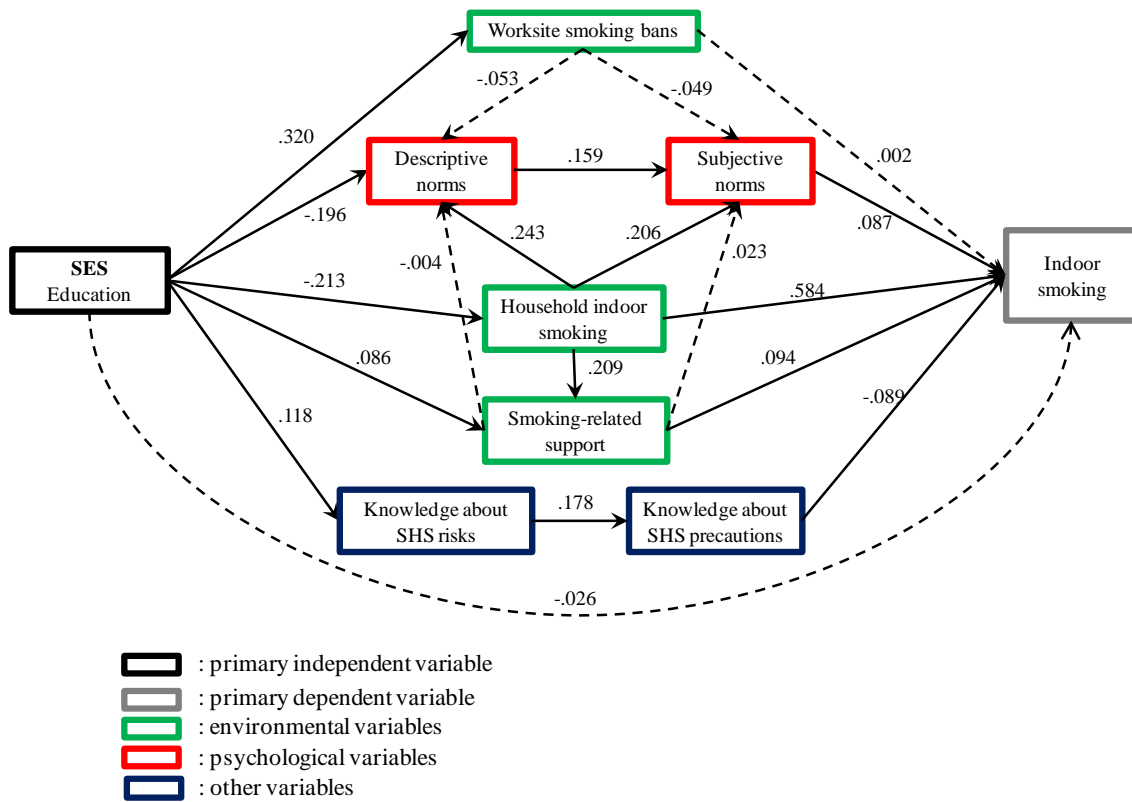 Worksite smoking bans
-.053
-.049
.320
.002
Descriptive
norms
.159
Subjective
norms
-.196
.087
.243
.206
.023
-.004
SES
Education
-.213
Household indoor
smoking
.584
Indoor
smoking
.086
.209
.094
-.089
.118
Smoking-related
support
Knowledge about
SHS risks
.178
Knowledge about
SHS precautions
-.026
: primary independent variable
: primary dependent variable
: environmental variables
: psychological variables
: other variables